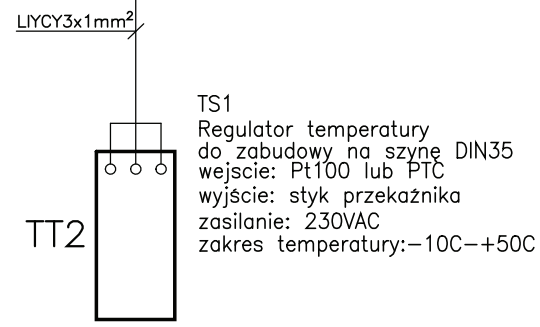 LIYCY3x1mm²
TS1
Regulator temperatury
do zabudowy na szynę DIN35
wejscie: Pt100 lub PTC
wyjście: styk przekaźnika
zasilanie: 230VAC
zakres temperatury:-10C-+50C
TT2